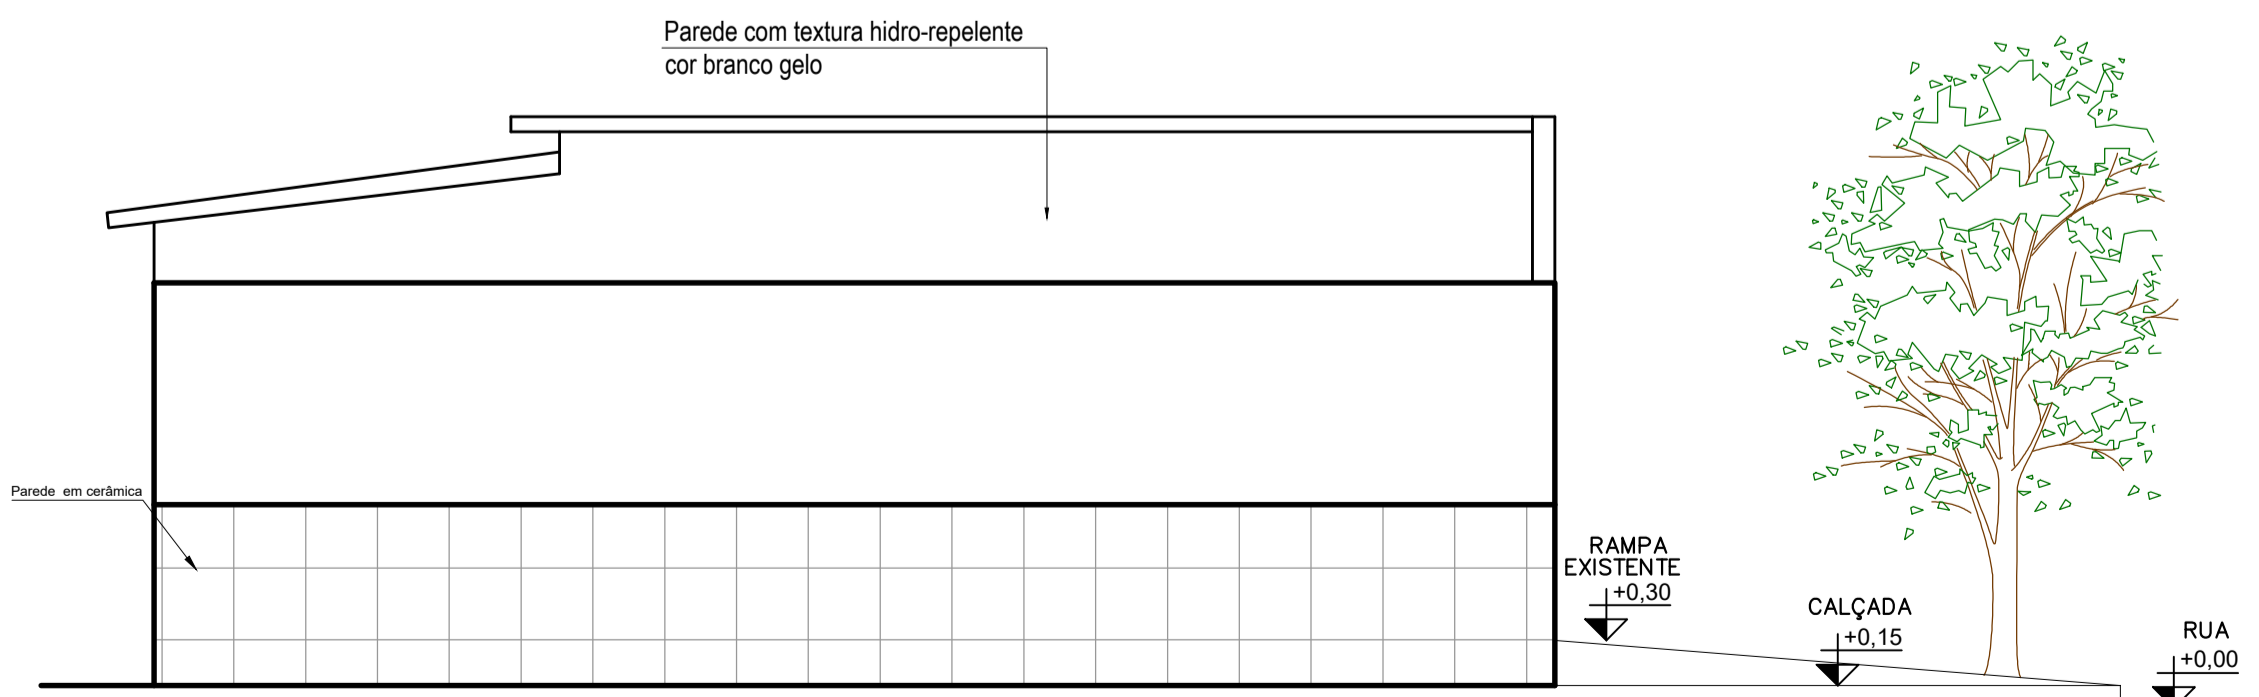 Parede com textura hidro-repelente
cor branco gelo
Parede em cerâmica
RAMPA
EXISTENTE
+0,30
CALÇADA
+0,15
RUA
+0,00